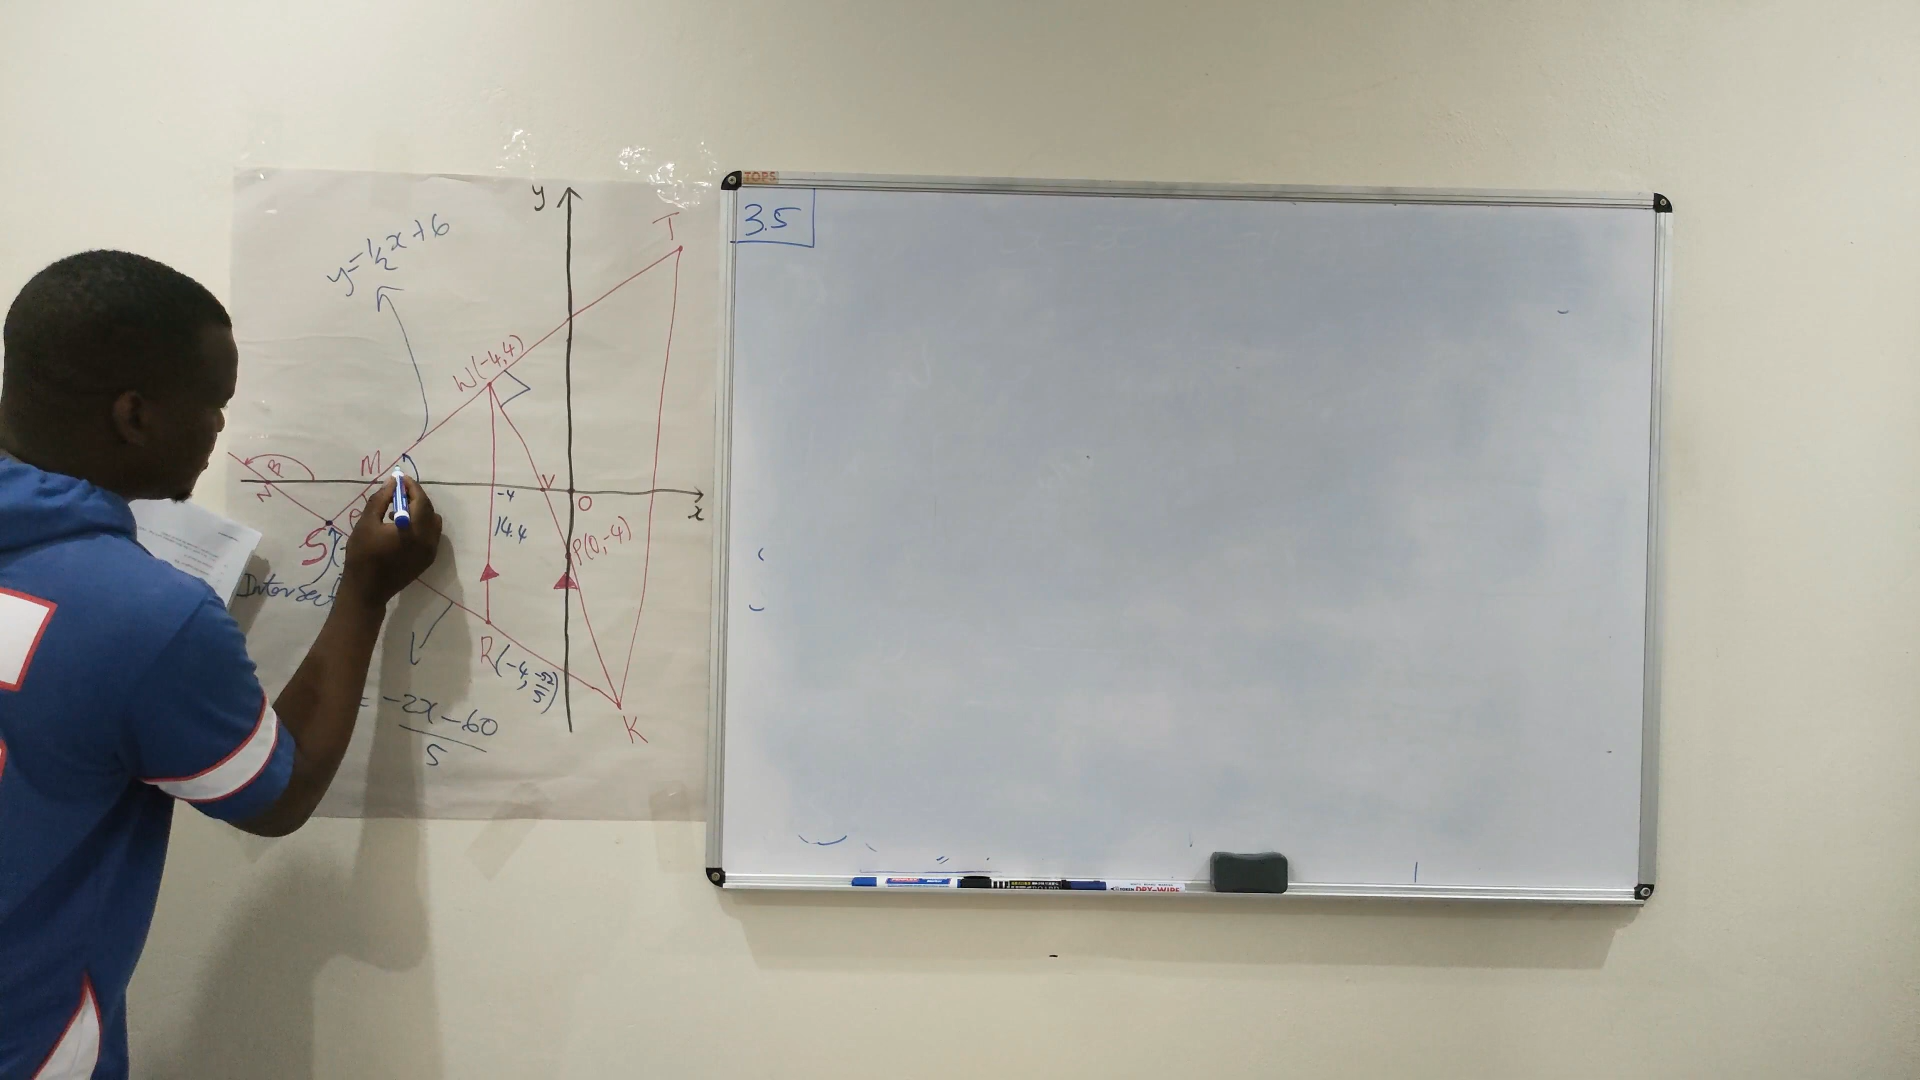 y
T
y=½x+6
W(-4,4)
M
B
N
V
O
x
-4
14.4
P(0,-4)
S(-
θ
Intersect
R(-4,-52/5)
K
= -2x-60
5
TOPS
3.5